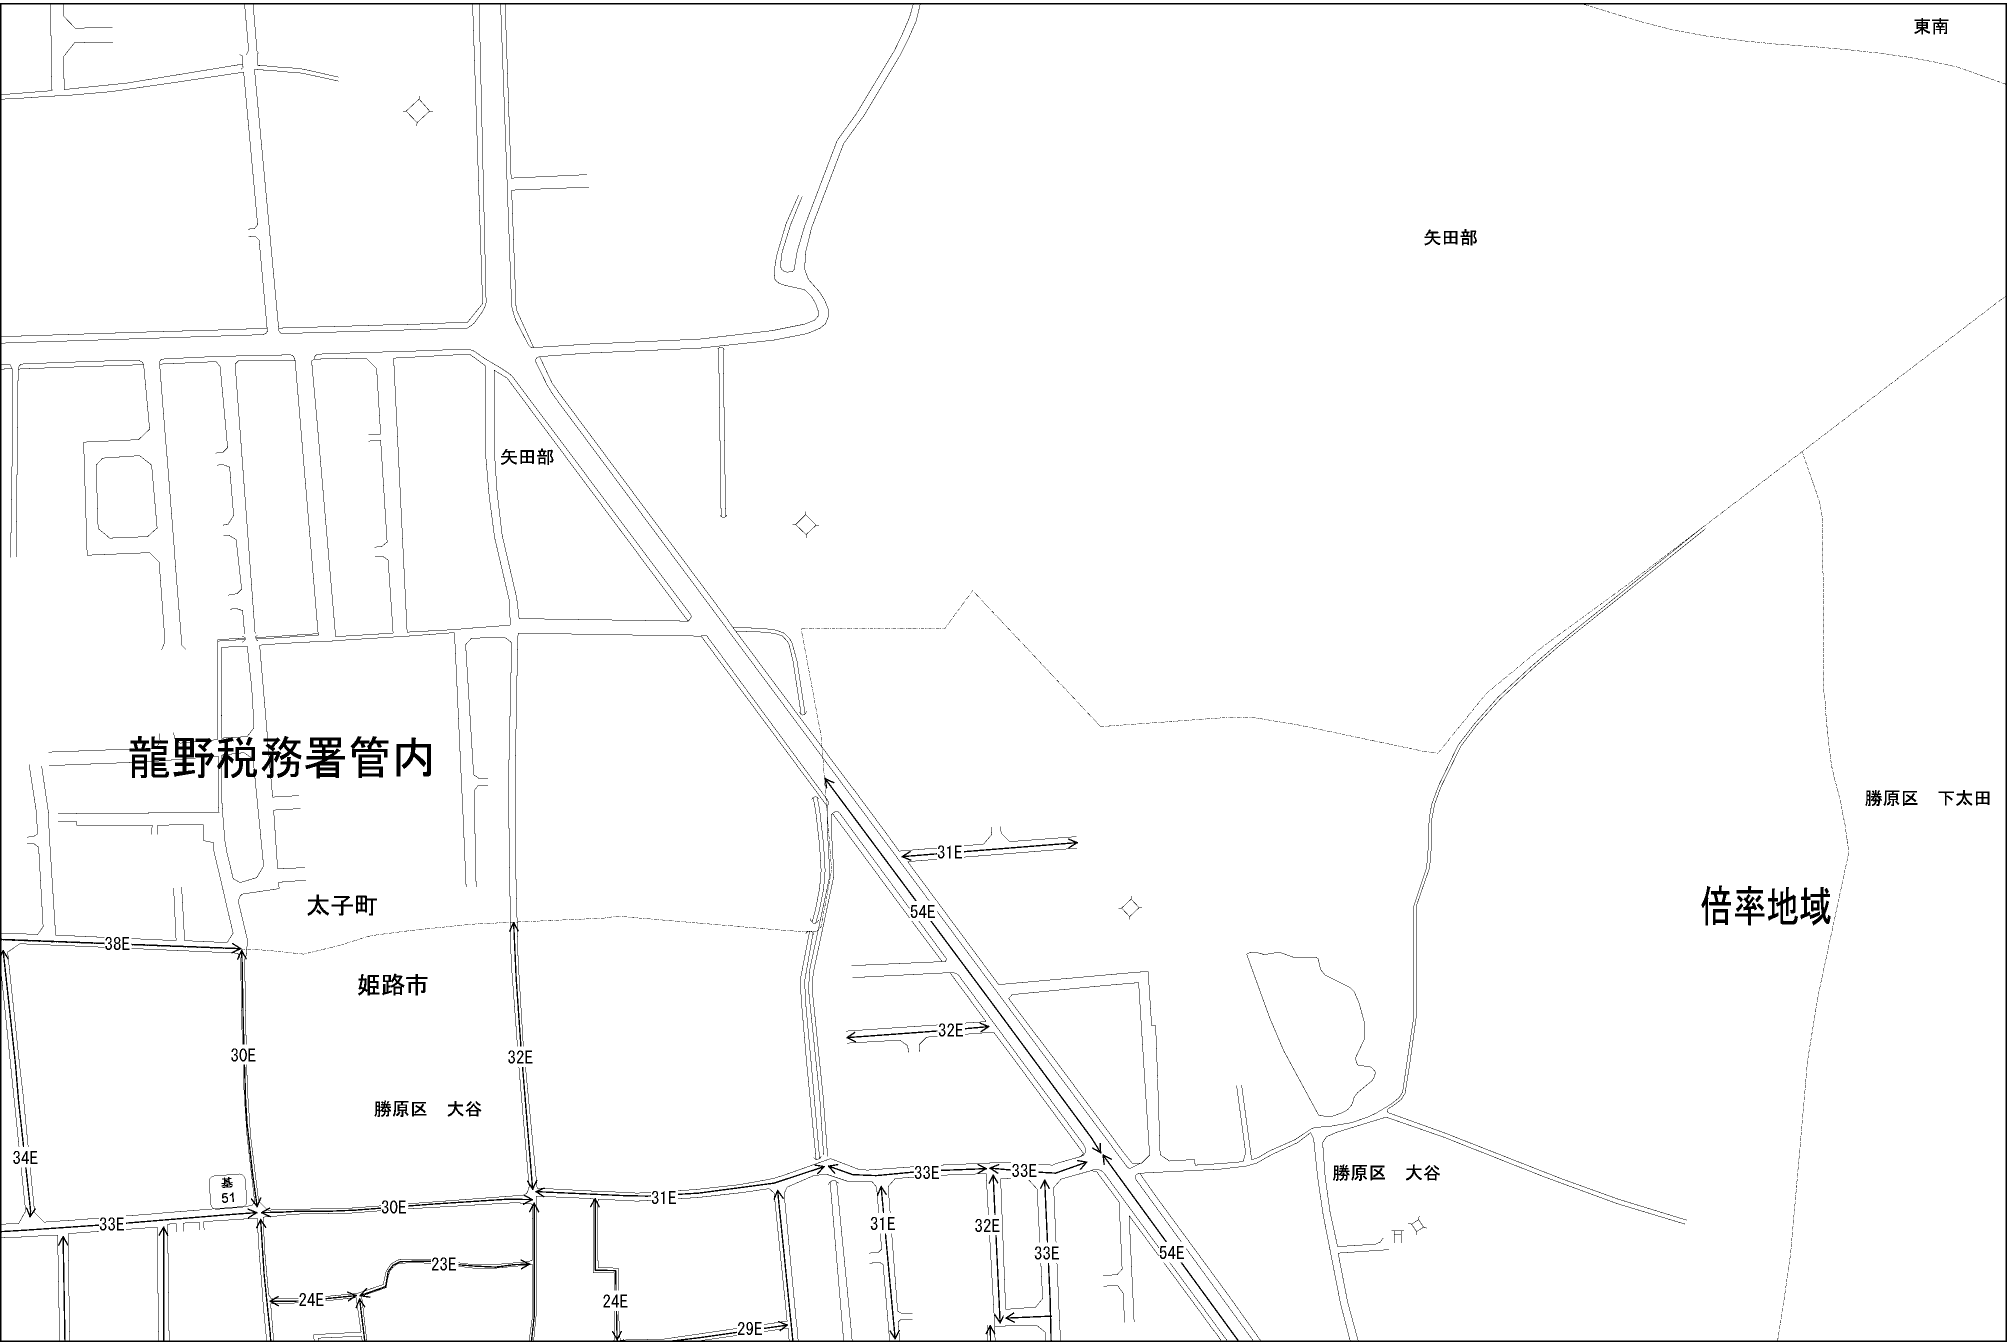 東南
矢田部
矢田部
龍野税務署管内
勝原区　下太田
31E
太子町
倍率地域
54E
38E
姫路市
32E
30E
32E
勝原区　大谷
34E
33E
33E
勝原区　大谷
基
51
31E
30E
33E
31E
32E
33E
54E
23E
24E
24E
29E